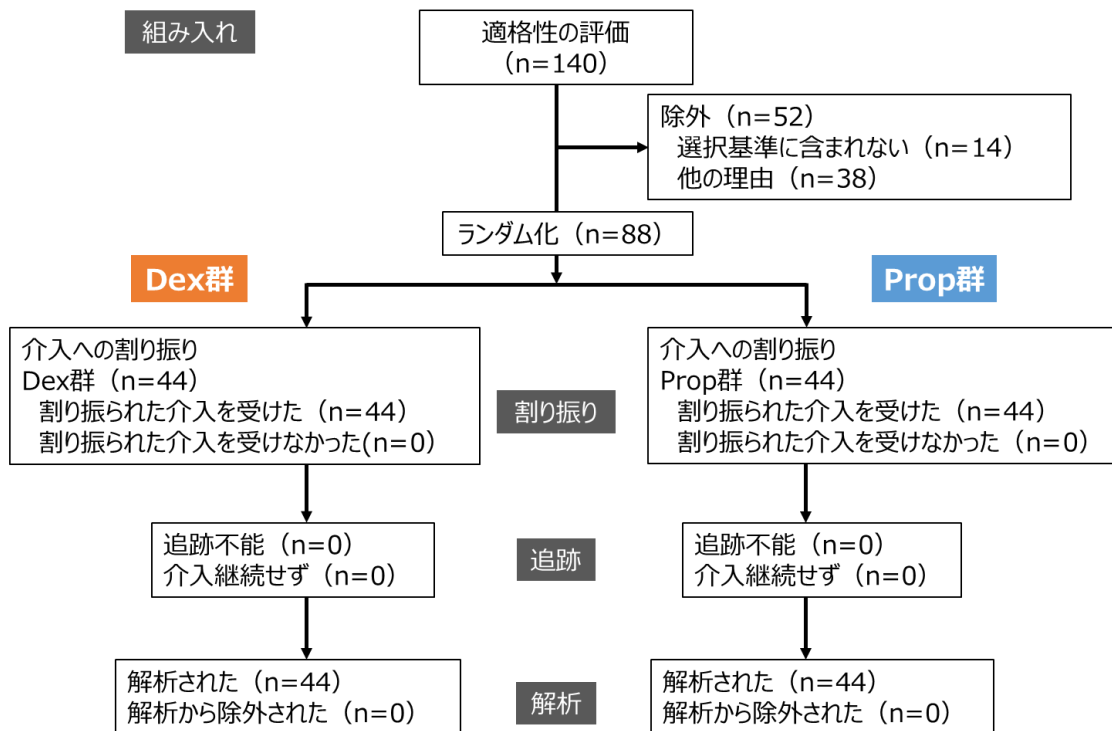 組み入れ
適格性の評価
（n=140）
除外（n=52）
選択基準に含まれない（n=14）
他の理由（n=38）
ランダム化（n=88）
Dex群
Prop群
介入への割り振り
Dex群（n=44）
割り振られた介入を受けた（n=44）
割り振られた介入を受けなかった(n=0）
割り振り
介入への割り振り
Prop群（n=44）
割り振られた介入を受けた（n=44）
割り振られた介入を受けなかった（n=0）
追跡不能（n=0）
介入継続せず（n=0）
追跡
追跡不能（n=0）
介入継続せず（n=0）
解析された（n=44）
解析から除外された（n=0）
解析
解析された（n=44）
解析から除外された（n=0）